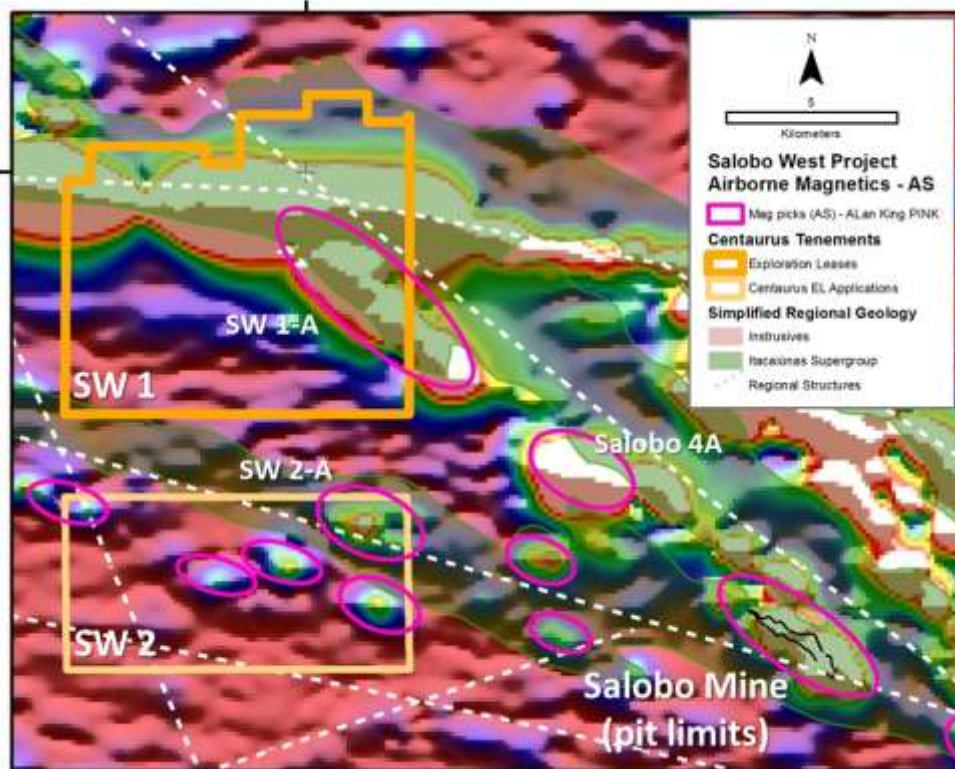 N
5
Kilometers
Salobo West Project
Airborne Magnetics - AS
Mag picks (AS) - ALan King PINK
Centaurus Tenements
Exploration Leases
Centaurus EL Applications
Simplified Regional Geology
Instrusives
Itacaiúnas Supergroup
Regional Structures
SW 1-A
SW 1
Salobo 4A
SW 2-A
SW 2
Salobo Mine
(pit limits)